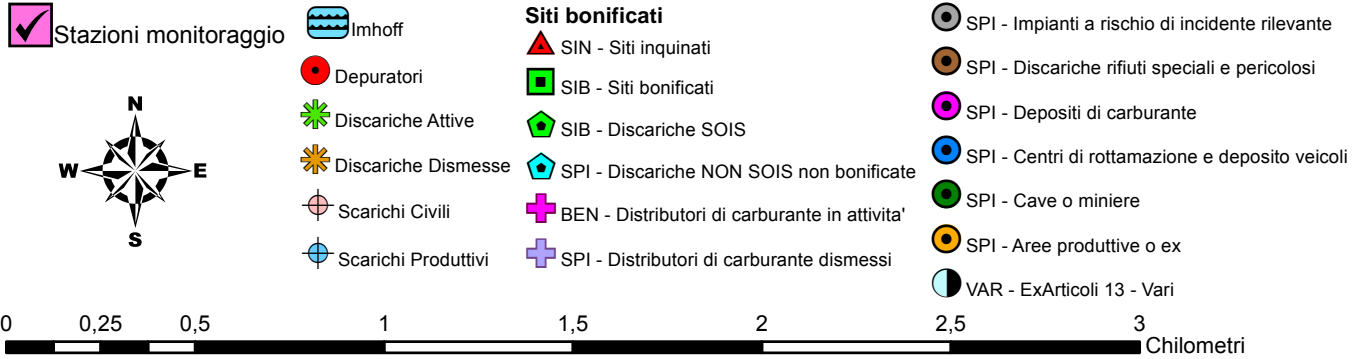 Stazioni monitoraggio
N
W E
S
Imhoff
Depuratori
Discariche Attive
Discariche Dismesse
Scarichi Civili
Scarichi Produttivi
Siti bonificati
SIN - Siti inquinati
SIB - Siti bonificati
SIB - Discariche SOIS
SPI - Discariche NON SOIS non bonificate
BEN - Distributori di carburante in attivita'
SPI - Distributori di carburante dismessi
SPI - Impianti a rischio di incidente rilevante
SPI - Discariche rifiuti speciali e pericolosi
SPI - Depositi di carburante
SPI - Centri di rottamazione e deposito veicoli
SPI - Cave o miniere
SPI - Aree produttive o ex
VAR - ExArticoli 13 - Vari
0 0,25 0,5 1 1,5 2 2,5 3
Chilometri